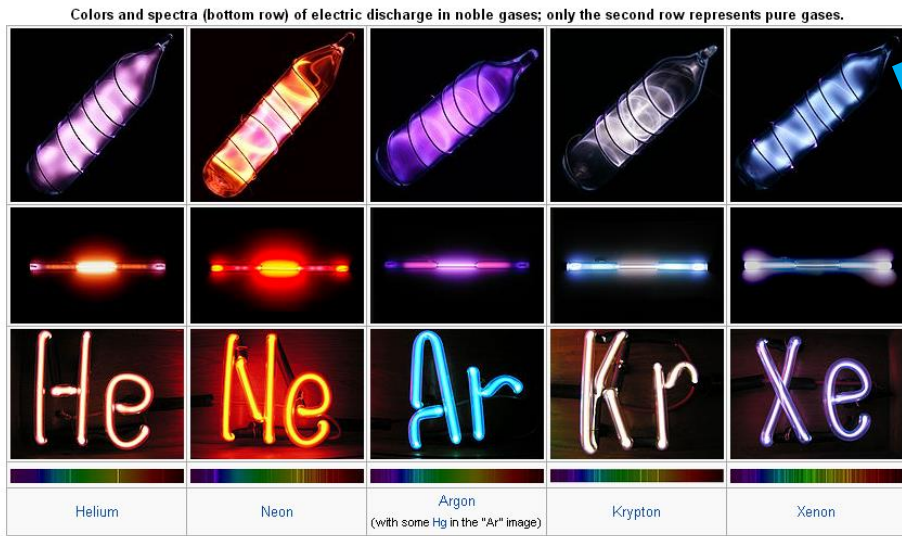 Colors and spectra (bottom row) of electric discharge in noble gases; only the second row represents pure gases.
He
Ne
Ar
Kr
Xe
Helium
Neon
Argon
(with some Hg in the "Ar" image)
Krypton
Xenon